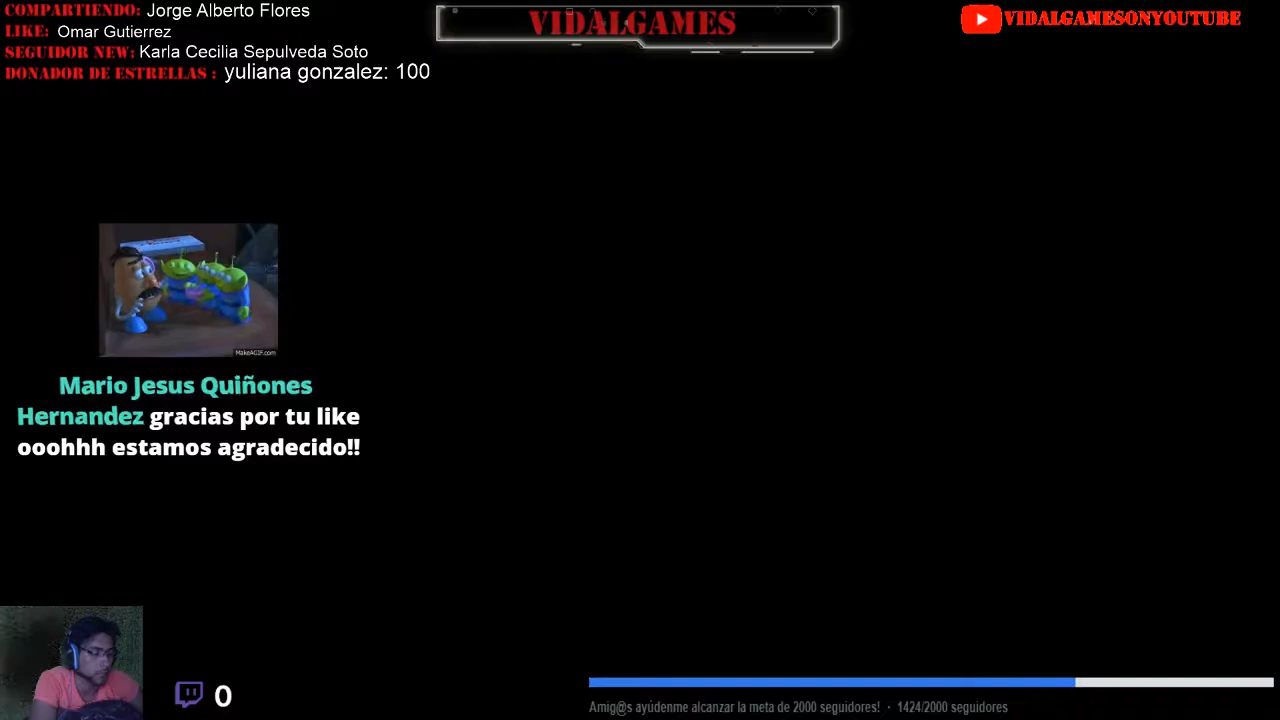 COMPARTIENDO: Jorge Alberto Flores
LIKE: Omar Gutierrez
SEGUIDOR NEW: Karla Cecilia Sepulveda Soto
DONADOR DE ESTRELLAS : yuliana gonzalez: 100
VIDALGAMES
VIDALGAMESONYOUTUBE
MakeAGIF.com
Mario Jesus Quiñones
Hernandez gracias por tu like
ooohhh estamos agradecido!!
0
Amig@s ayúdenme alcanzar la meta de 2000 seguidores! · 1424/2000 seguidores